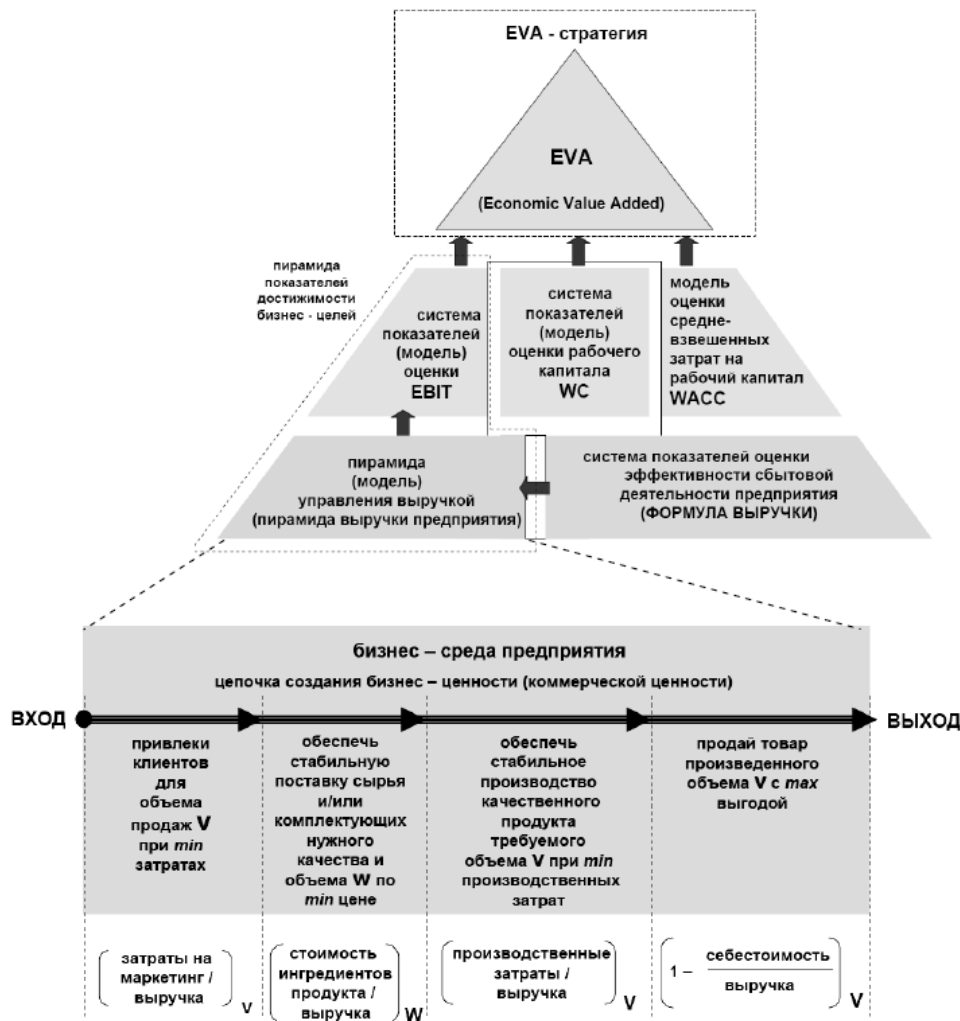 EVA - стратегия
EVA
(Economic Value Added)
пирамида
показателей
достижимости
бизнес - целей
система
показателей
(модель)
оценки
EBIT
система
показателей
(модель)
оценки рабочего
капитала
WC
модель
оценки
средне-
взвешенных
затрат на
рабочий капитал
WACC
пирамида
(модель)
управления выручкой
(пирамида выручки предприятия)
система показателей оценки
эффективности сбытовой
деятельности предприятия
(ФОРМУЛА ВЫРУЧКИ)
бизнес – среда предприятия
цепочка создания бизнес – ценности (коммерческой ценности)
ВХОД
ВЫХОД
привлеки
клиентов
для
объема
продаж V
при min
затратах
обеспечь
стабильную
поставку сырья
и/или
комплектующих
нужного
качества и
объема W по
min цене
обеспечь
стабильное
производство
качественного
продукта
требуемого
объема V при min
производственных
затрат
продай товар
произведенного
объема V с max
выгодой
(затраты на
маркетинг /
выручка) V
(стоимость
ингредиентов
продукта /
выручка) W
(производственные
затраты /
выручка) V
(1 – себестоимость
выручка) V